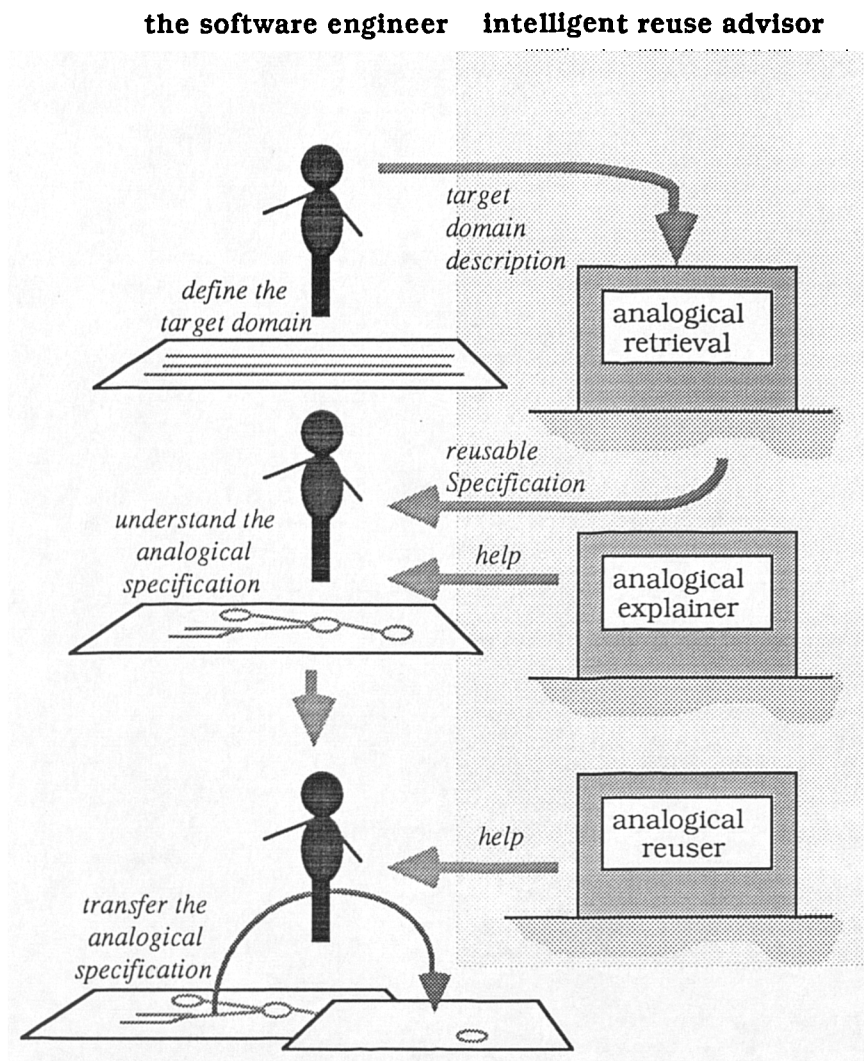 the software engineer
intelligent reuse advisor
target
domain
description
define the
target domain
analogical
retrieval
reusable
Specification
understand the
analogical
specification
help
analogical
explainer
help
analogical
reuser
transfer the
analogical
specification